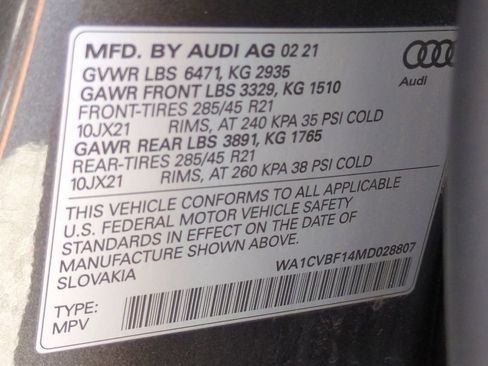 MFD. BY AUDI AG 02 21
GVWR LBS 6471, KG 2935
GAWR FRONT LBS 3329, KG 1510
FRONT-TIRES 285/45 R21
10JX21 RIMS, AT 240 KPA 35 PSI COLD
GAWR REAR LBS 3891, KG 1765
REAR-TIRES 285/45 R21
10JX21 RIMS, AT 260 KPA 38 PSI COLD
Audi
THIS VEHICLE CONFORMS TO ALL APPLICABLE
U.S. FEDERAL MOTOR VEHICLE SAFETY
STANDARDS IN EFFECT ON THE DATE OF
MANUFACTURE SHOWN ABOVE.
SLOVAKIA
WA1CVBF14MD028807
TYPE:
MPV